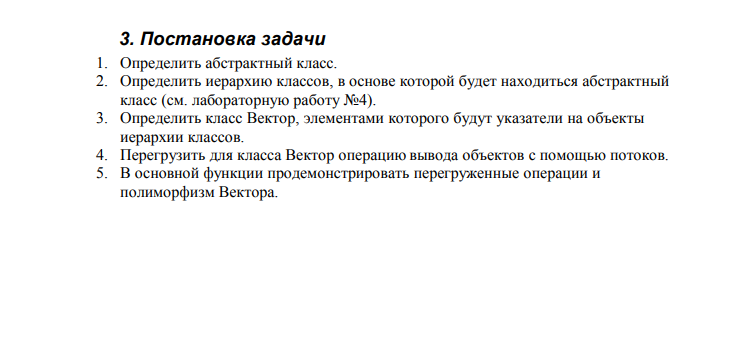 3. Постановка задачи
1. Определить абстрактный класс.
2. Определить иерархию классов, в основе которой будет находиться абстрактный
класс (см. лабораторную работу №4).
3. Определить класс Вектор, элементами которого будут указатели на объекты
иерархии классов.
4. Перегрузить для класса Вектор операцию вывода объектов с помощью потоков.
5. В основной функции продемонстрировать перегруженные операции и
полиморфизм Вектора.